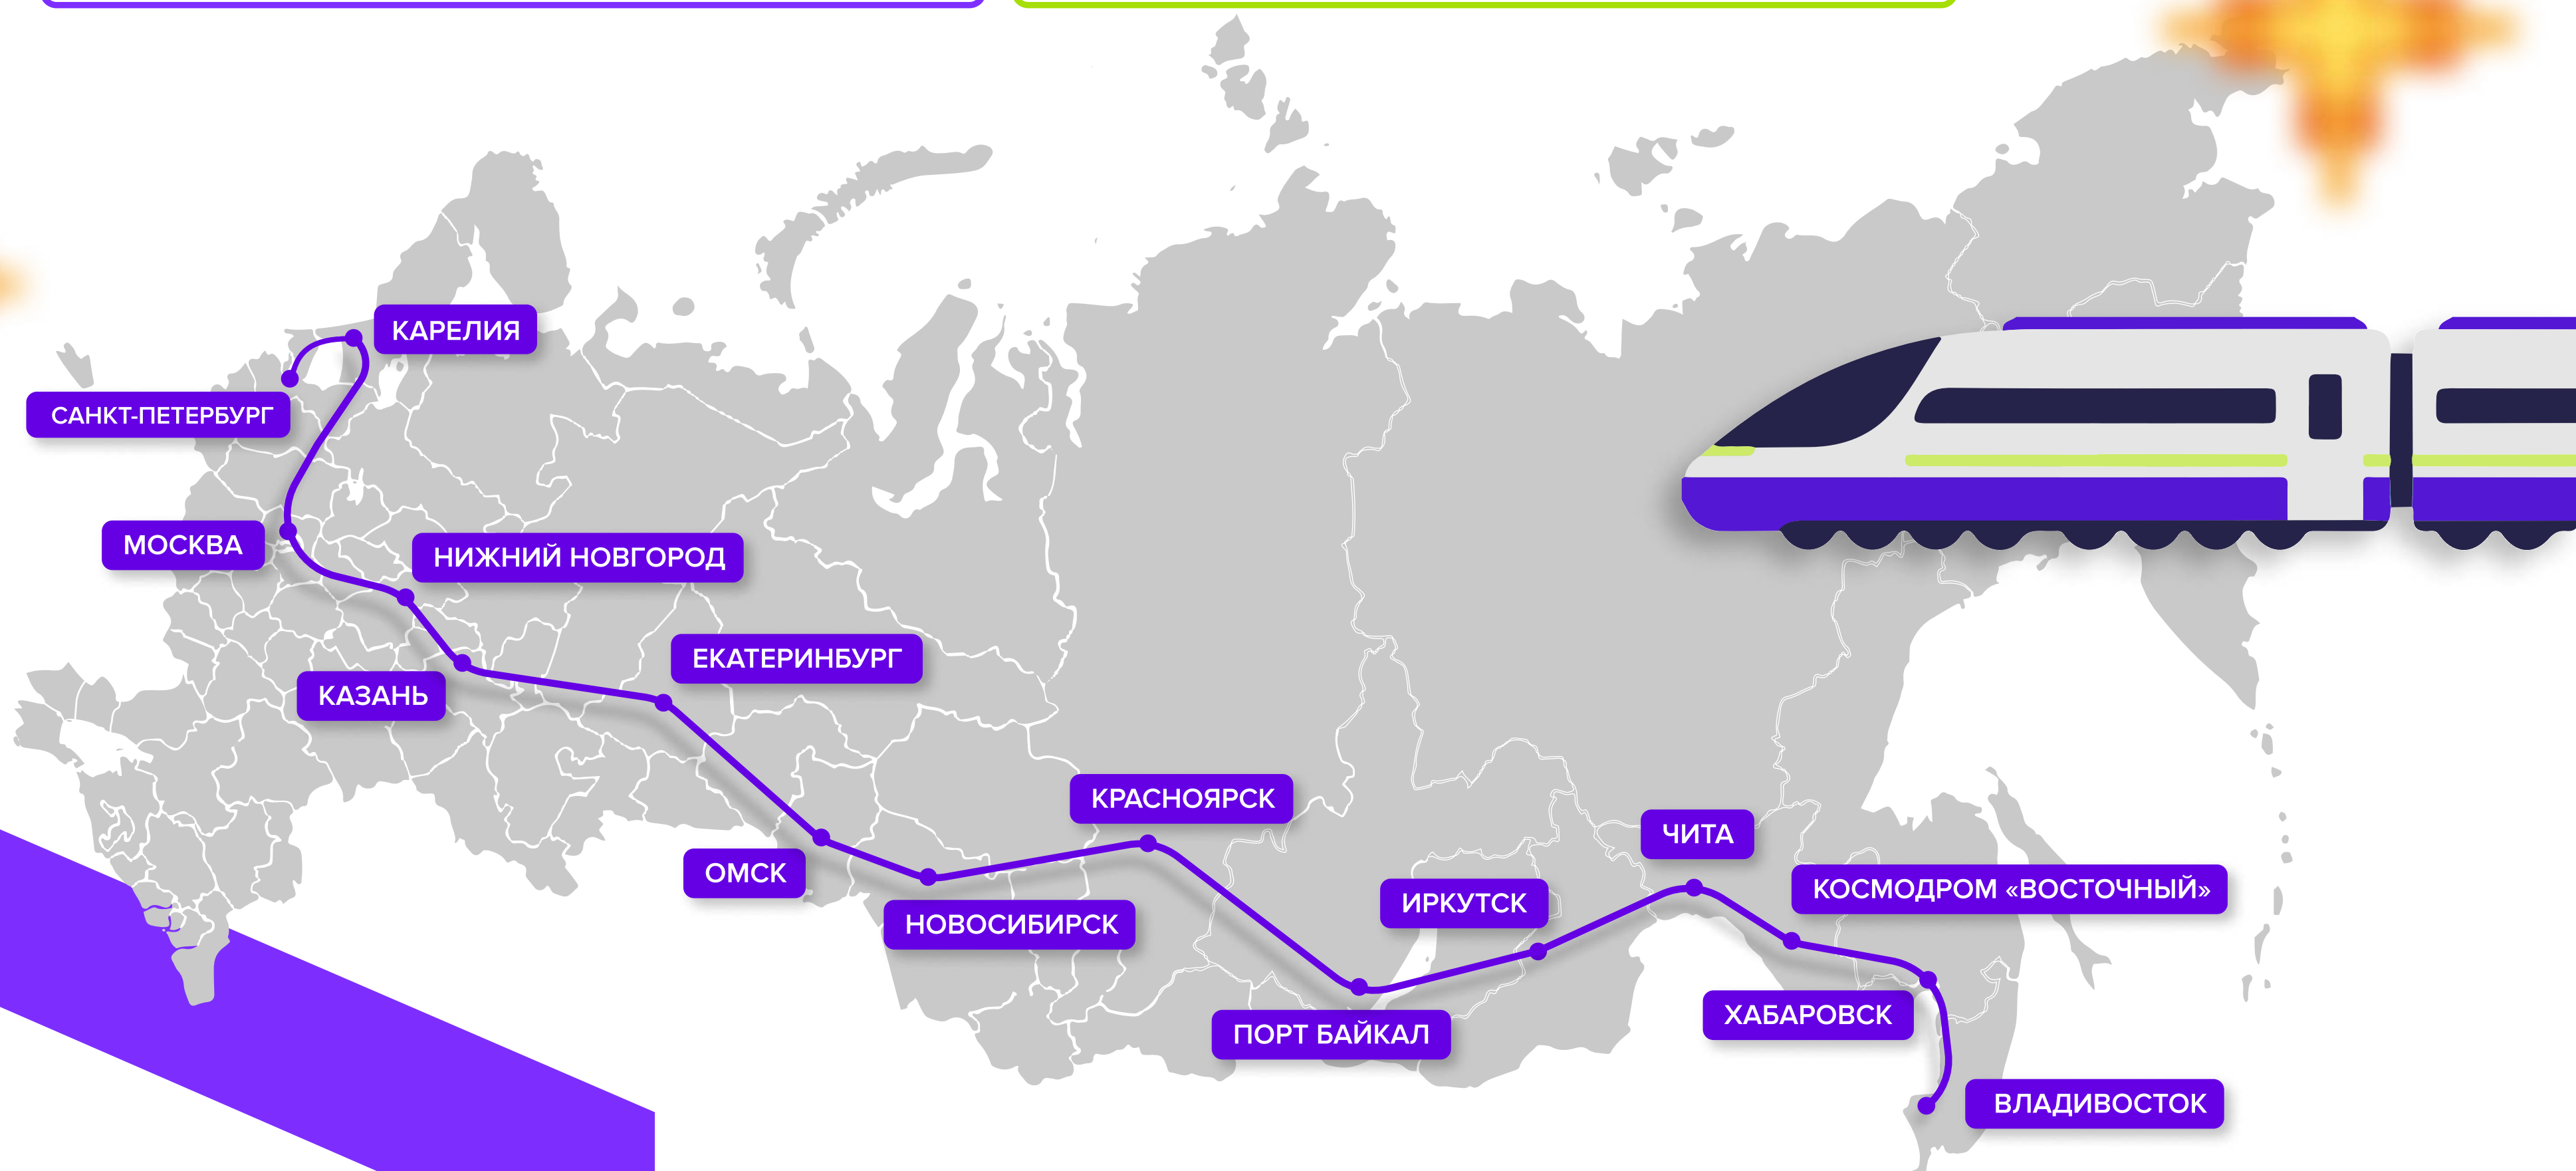 КАРЕЛИЯ
САНКТ-ПЕТЕРБУРГ
МОСКВА
НИЖНИЙ НОВГОРОД
КАЗАНЬ
ЕКАТЕРИНБУРГ
ОМСК
НОВОСИБИРСК
КРАСНОЯРСК
ПОРТ БАЙКАЛ
ИРКУТСК
ЧИТА
КОСМОДРОМ «ВОСТОЧНЫЙ»
ХАБАРОВСК
ВЛАДИВОСТОК